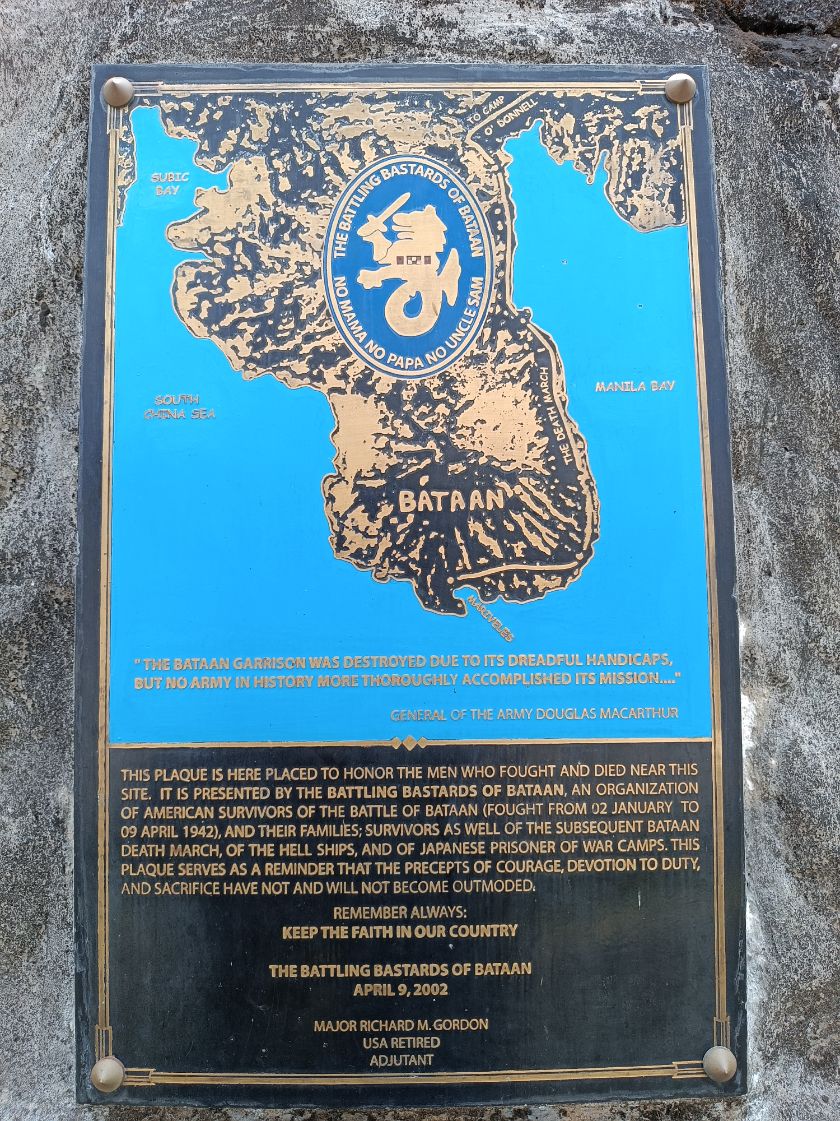 TO CAMP
O' DONNELL
SUBIC
BAY
THE BATTLING BASTARDS OF BATAAN
NO MAMA NO PAPA NO UNCLE SAM
MANILA BAY
SOUTH
CHINA SEA
THE DEATH MARCH
BATAAN
MARIVELES
"THE BATAAN GARRISON WAS DESTROYED DUE TO ITS DREADFUL HANDICAPS,
BUT NO ARMY IN HISTORY MORE THOROUGHLY ACCOMPLISHED ITS MISSION...."
GENERAL OF THE ARMY DOUGLAS MACARTHUR
THIS PLAQUE IS HERE PLACED TO HONOR THE MEN WHO FOUGHT AND DIED NEAR THIS
SITE. IT IS PRESENTED BY THE BATTLING BASTARDS OF BATAAN, AN ORGANIZATION
OF AMERICAN SURVIVORS OF THE BATTLE OF BATAAN (FOUGHT FROM 02 JANUARY TO
09 APRIL 1942), AND THEIR FAMILIES; SURVIVORS AS WELL OF THE SUBSEQUENT BATAAN
DEATH MARCH, OF THE HELL SHIPS, AND OF JAPANESE PRISONER OF WAR CAMPS. THIS
PLAQUE SERVES AS A REMINDER THAT THE PRECEPTS OF COURAGE, DEVOTION TO DUTY,
AND SACRIFICE HAVE NOT AND WILL NOT BECOME OUTMODED.
REMEMBER ALWAYS:
KEEP THE FAITH IN OUR COUNTRY
THE BATTLING BASTARDS OF BATAAN
APRIL 9, 2002
MAJOR RICHARD M. GORDON
USA RETIRED
ADJUTANT